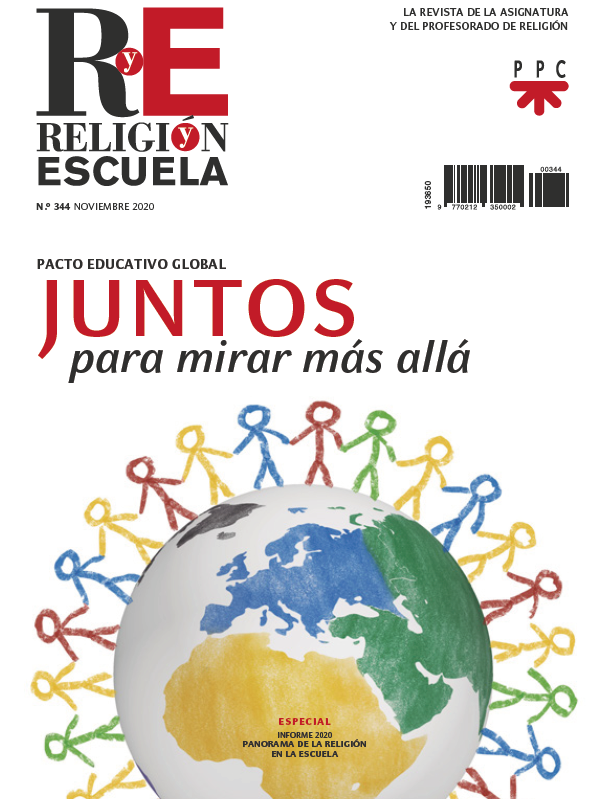 RyE
RELIGIÓN
y
ESCUELA
N.º 344 NOVIEMBRE 2020
LA REVISTA DE LA ASIGNATURA
Y DEL PROFESORADO DE RELIGIÓN
PPC
193650
9 770212 350002
00344
PACTO EDUCATIVO GLOBAL
JUNTOS
para mirar más allá
ESPECIAL
INFORME 2020
PANORAMA DE LA RELIGIÓN
EN LA ESCUELA